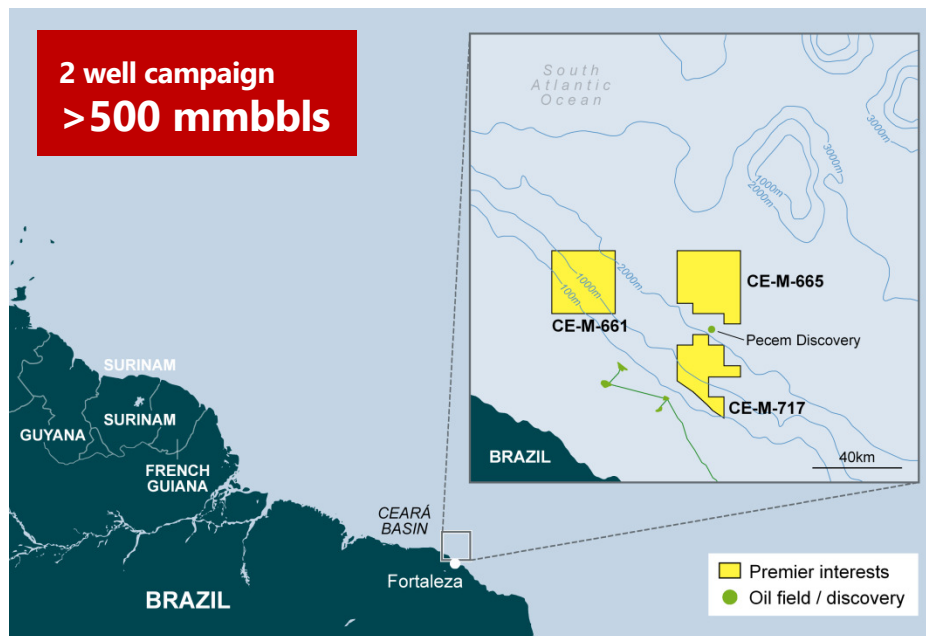 2 well campaign
>500 mmbbls
South
Atlantic
Ocean
3000m
3000m
1000m
2000m
2000m
1000m
100m
CE-M-665
CE-M-661
Pecem Discovery
CE-M-717
BRAZIL
40km
SURINAM
SURINAM
GUYANA
FRENCH
GUIANA
CEARÁ
BASIN
Fortaleza
BRAZIL
Premier interests
Oil field / discovery